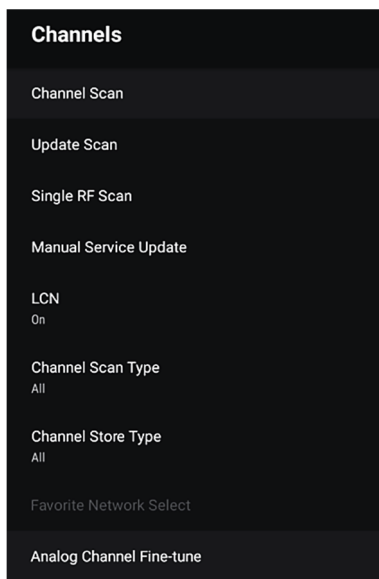 Channels
Channel Scan
Update Scan
Single RF Scan
Manual Service Update
LCN
On
Channel Scan Type
All
Channel Store Type
All
Favorite Network Select
Analog Channel Fine-tune